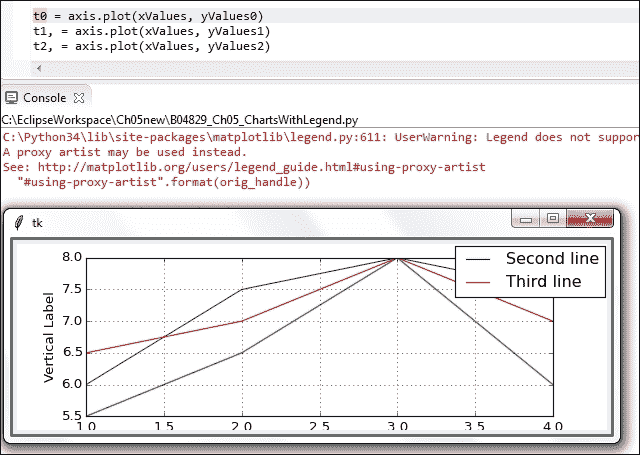 t0 = axis.plot(xValues, yValues0)
t1, = axis.plot(xValues, yValues1)
t2, = axis.plot(xValues, yValues2)
Console
C:\EclipseWorkspace\Ch05new\B04829_Ch05_ChartsWithLegend.py
C:\Python34\lib\site-packages\matplotlib\legend.py:611: UserWarning: Legend does not suppor
A proxy artist may be used instead.
See: http://matplotlib.org/users/legend_guide.html#using-proxy-artist
"#using-proxy-artist".format(orig_handle))
tk
Second line
Third line
Vertical Label
8.0
7.5
7.0
6.5
6.0
5.5
1.0 1.5 2.0 2.5 3.0 3.5 4.0